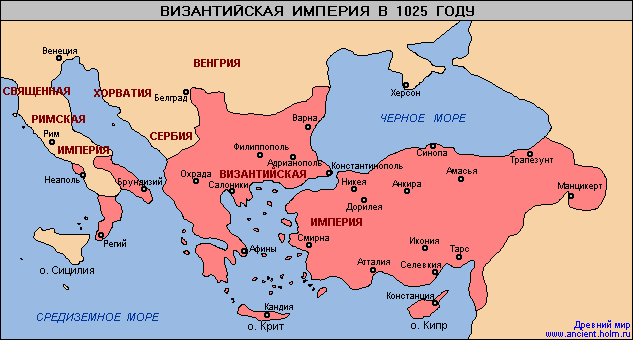 ВИЗАНТИЙСКАЯ ИМПЕРИЯ В 1025 ГОДУ
Венеция
ВЕНГРИЯ
СВЯЩЕННАЯ
ХОРВАТИЯ
Белград
Херсон
РИМСКАЯ
Варна
ЧЕРНОЕ МОРЕ
Рим
СЕРБИЯ
ИМПЕРИЯ
Филиппополь
Синопа
Адрианополь
Трапезунт
Неаполь
Брундизий
Охрида
ВИЗАНТИЙСКАЯ
Константинополь
Салоники
Никея
Анкира
Амасья
Манцикерт
Дорилея
ИМПЕРИЯ
Регий
Афины
Смирна
Икония
Тарс
о. Сицилия
Атталия
Селевкия
Кандия
Констанция
СРЕДИЗЕМНОЕ МОРЕ
о. Крит
о. Кипр
Древний мир
www.ancient.holm.ru